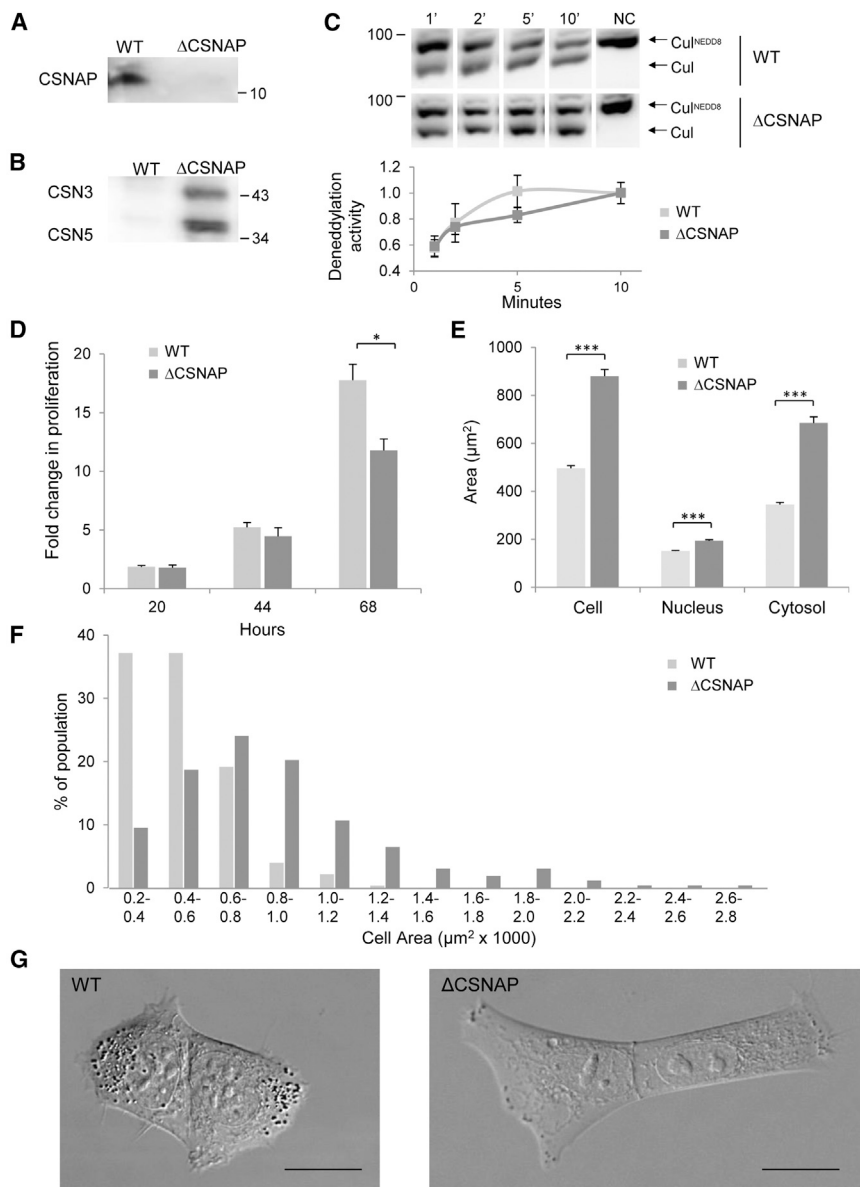 A
WT ΔCSNAP
CSNAP
10
B
WT ΔCSNAP
CSN3
43
CSN5
34
C
1’ 2’ 5’ 10’ NC
100
CulNEDD8
Cul
WT
100
CulNEDD8
Cul
ΔCSNAP
Deneddylation activity
1.2
1.0
0.8
0.6
0.4
0 5 10
Minutes
WT
ΔCSNAP
D
Fold change in proliferation
20
15
10
5
0
WT
ΔCSNAP
*
20 44 68
Hours
E
Area (µm²)
1000
800
600
400
200
0
WT
ΔCSNAP
***
***
***
Cell Nucleus Cytosol
F
% of population
40
30
20
10
0
WT
ΔCSNAP
0.2- 0.4- 0.6- 0.8- 1.0- 1.2- 1.4- 1.6- 1.8- 2.0- 2.2- 2.4- 2.6-
0.4 0.6 0.8 1.0 1.2 1.4 1.6 1.8 2.0 2.2 2.4 2.6 2.8
Cell Area (µm² x 1000)
G
WT
ΔCSNAP